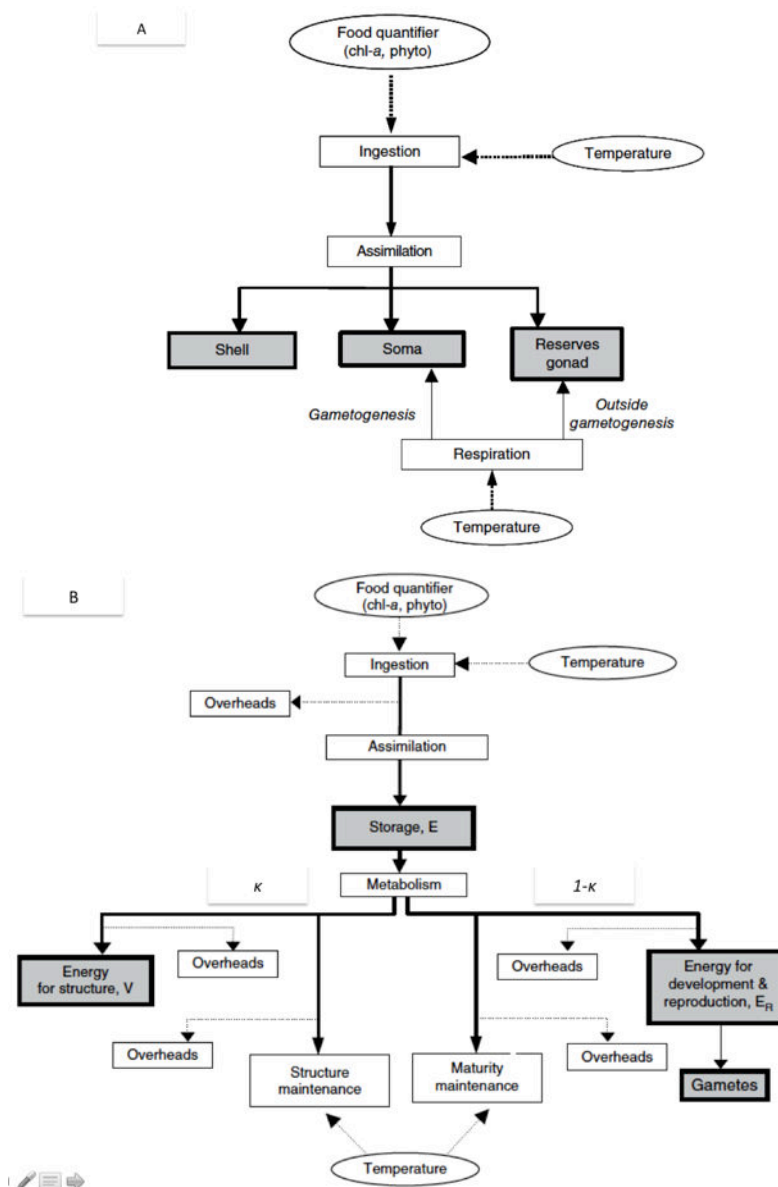 A
Food quantifier
(chl-a, phyto)
Ingestion
Temperature
Assimilation
Shell
Soma
Reserves
gonad
Gametogenesis
Outside
gametogenesis
Respiration
Temperature
B
Food quantifier
(chl-a, phyto)
Ingestion
Temperature
Overheads
Assimilation
Storage, E
κ
Metabolism
1-κ
Energy
for structure, V
Overheads
Overheads
Energy for
development &
reproduction, E_R
Overheads
Structure
maintenance
Maturity
maintenance
Overheads
Gametes
Temperature